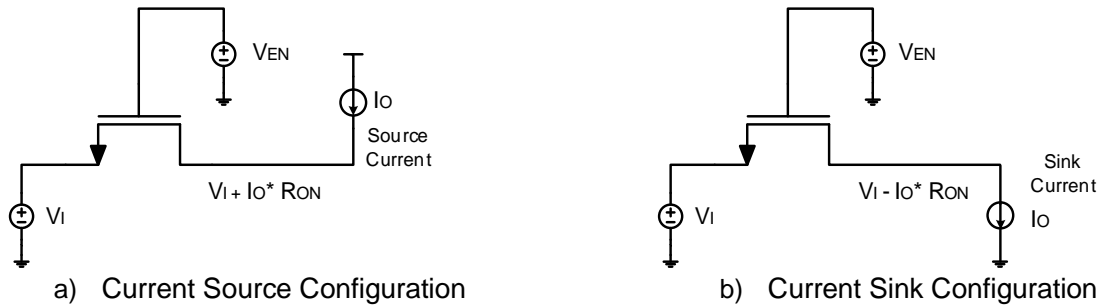 VEN
IO
Source
Current
VI + IO* RON
VI
+
−
+
−
a) Current Source Configuration
VEN
Sink
Current
VI - IO* RON
IO
VI
+
−
+
−
b) Current Sink Configuration